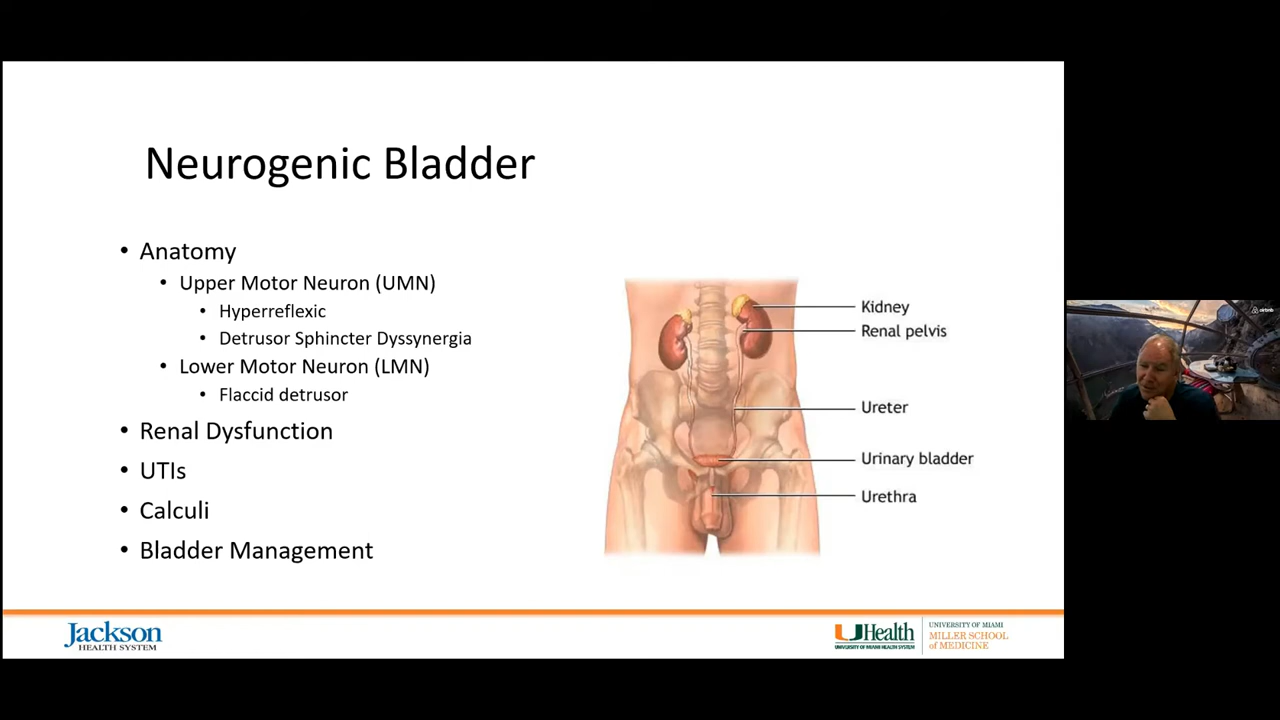 Neurogenic Bladder
• Anatomy
• Upper Motor Neuron (UMN)
• Hyperreflexic
• Detrusor Sphincter Dyssynergia
• Lower Motor Neuron (LMN)
• Flaccid detrusor
• Renal Dysfunction
• UTIs
• Calculi
• Bladder Management
Kidney
Renal pelvis
Ureter
Urinary bladder
Urethra
airbnb
Jackson
HEALTH SYSTEM
UHealth
UNIVERSITY OF MIAMI HEALTH SYSTEM
UNIVERSITY OF MIAMI
MILLER SCHOOL
of MEDICINE